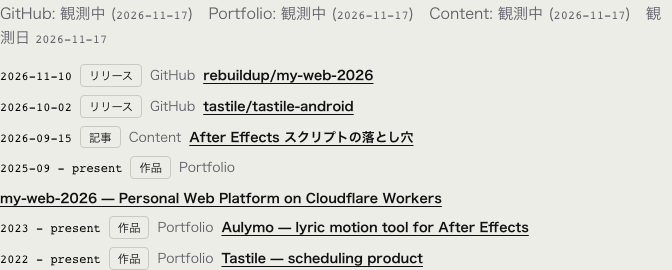 GitHub: 観測中 (2026-11-17) Portfolio: 観測中 (2026-11-17) Content: 観測中 (2026-11-17) 観
測日 2026-11-17
2026-11-10 リリース GitHub rebuildup/my-web-2026
2026-10-02 リリース GitHub tastile/tastile-android
2026-09-15 記事 Content After Effects スクリプトの落とし穴
2025-09 – present 作品 Portfolio
my-web-2026 — Personal Web Platform on Cloudflare Workers
2023 – present 作品 Portfolio Aulymo — lyric motion tool for After Effects
2022 – present 作品 Portfolio Tastile — scheduling product